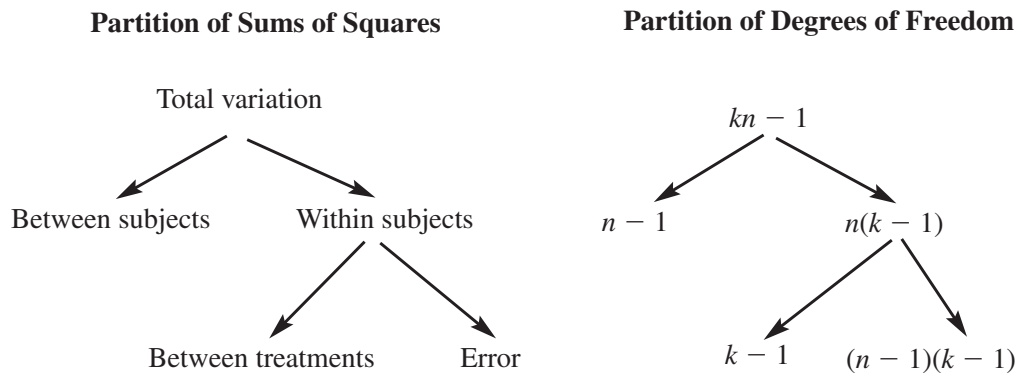 Partition of Sums of Squares
Partition of Degrees of Freedom
Total variation
kn − 1
Between subjects
Within subjects
n − 1
n(k − 1)
Between treatments
Error
k − 1
(n − 1)(k − 1)